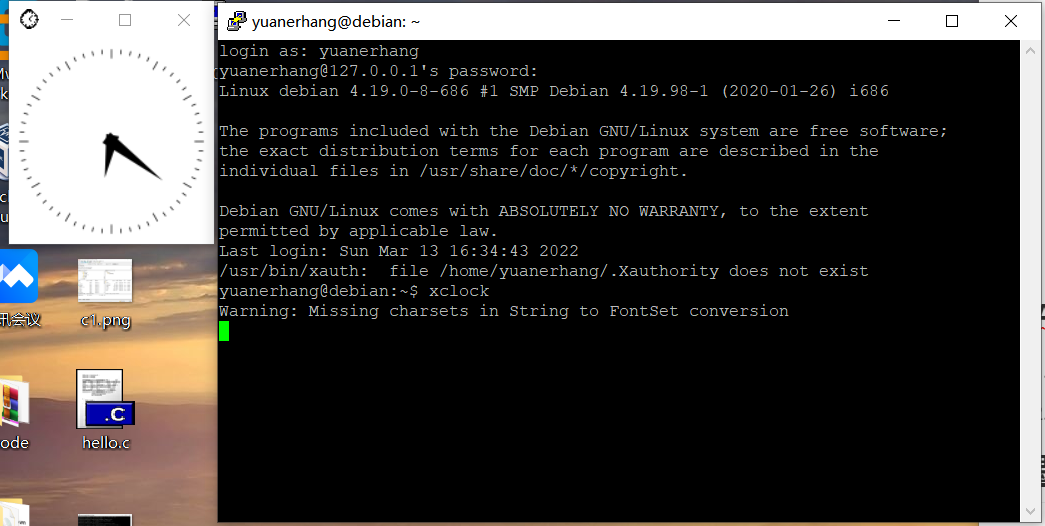 yuanerhang@debian: ~
login as: yuanerhang
yuanerhang@127.0.0.1's password:
Linux debian 4.19.0-8-686 #1 SMP Debian 4.19.98-1 (2020-01-26) i686
The programs included with the Debian GNU/Linux system are free software;
the exact distribution terms for each program are described in the
individual files in /usr/share/doc/*/copyright.
Debian GNU/Linux comes with ABSOLUTELY NO WARRANTY, to the extent
permitted by applicable law.
Last login: Sun Mar 13 16:34:43 2022
/usr/bin/xauth:  file /home/yuanerhang/.Xauthority does not exist
yuanerhang@debian:~$ xclock
Warning: Missing charsets in String to FontSet conversion
讯会议
c1.png
.C
ode
hello.c